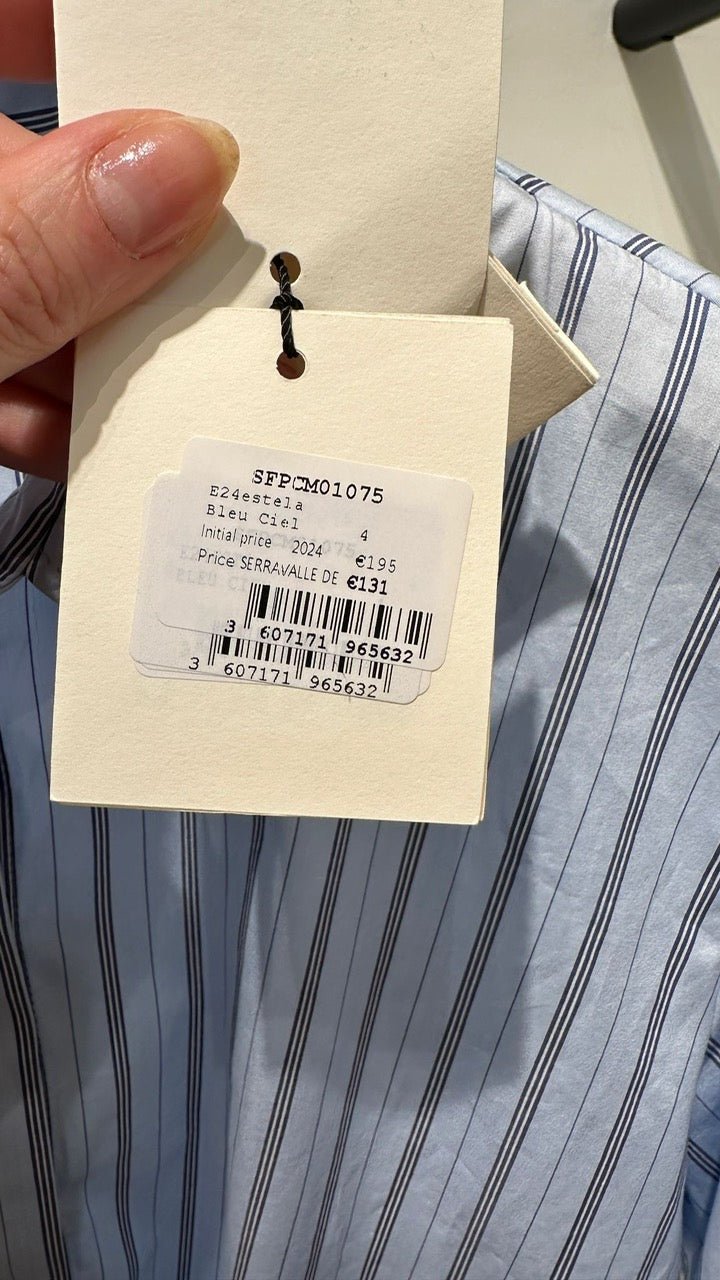 SFPCM01075
E24estela
Bleu Ciel 4
Initial price 2024 €195
Price SERRAVALLE DE €131
3 607171 965632
3 607171 965632